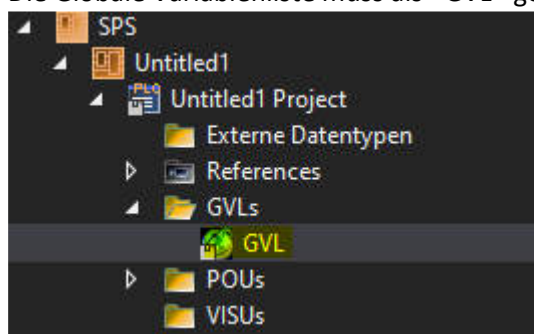 SPS
Untitled1
Untitled1 Project
Externe Datentypen
References
GVLs
GVL
POUs
VISUs